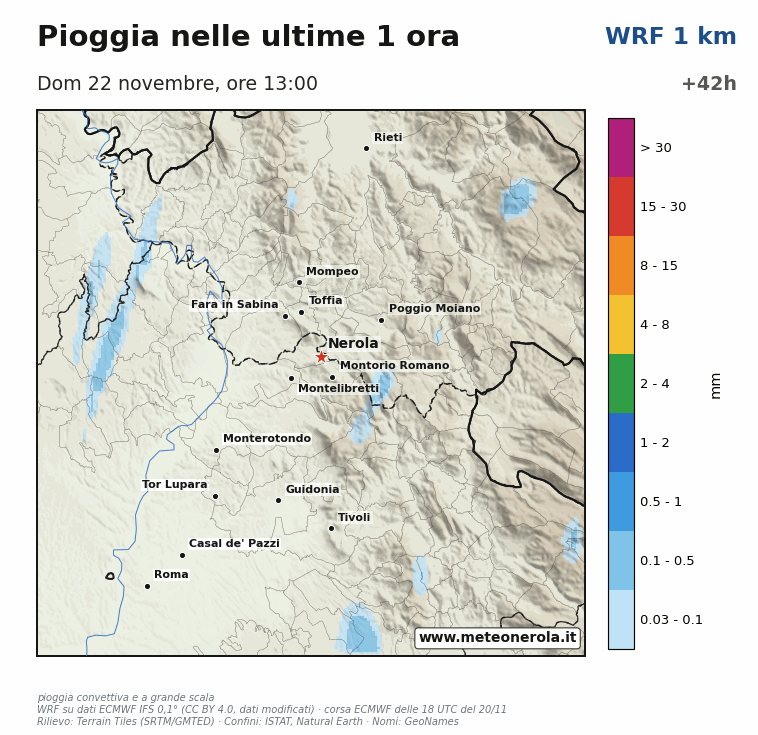 Pioggia nelle ultime 1 ora
WRF 1 km
Dom 22 novembre, ore 13:00
+42h
Rieti
Mompeo
Toffia
Fara in Sabina
Poggio Moiano
Nerola
Montorio Romano
Montelibretti
Monterotondo
Tor Lupara
Guidonia
Tivoli
Casal de' Pazzi
Roma
www.meteonerola.it
> 30
15 - 30
8 - 15
4 - 8
2 - 4
1 - 2
0.5 - 1
0.1 - 0.5
0.03 - 0.1
mm
pioggia convettiva e a grande scala
WRF su dati ECMWF IFS 0,1° (CC BY 4.0, dati modificati) · corsa ECMWF delle 18 UTC del 20/11
Rilievo: Terrain Tiles (SRTM/GMTED) · Confini: ISTAT, Natural Earth · Nomi: GeoNames